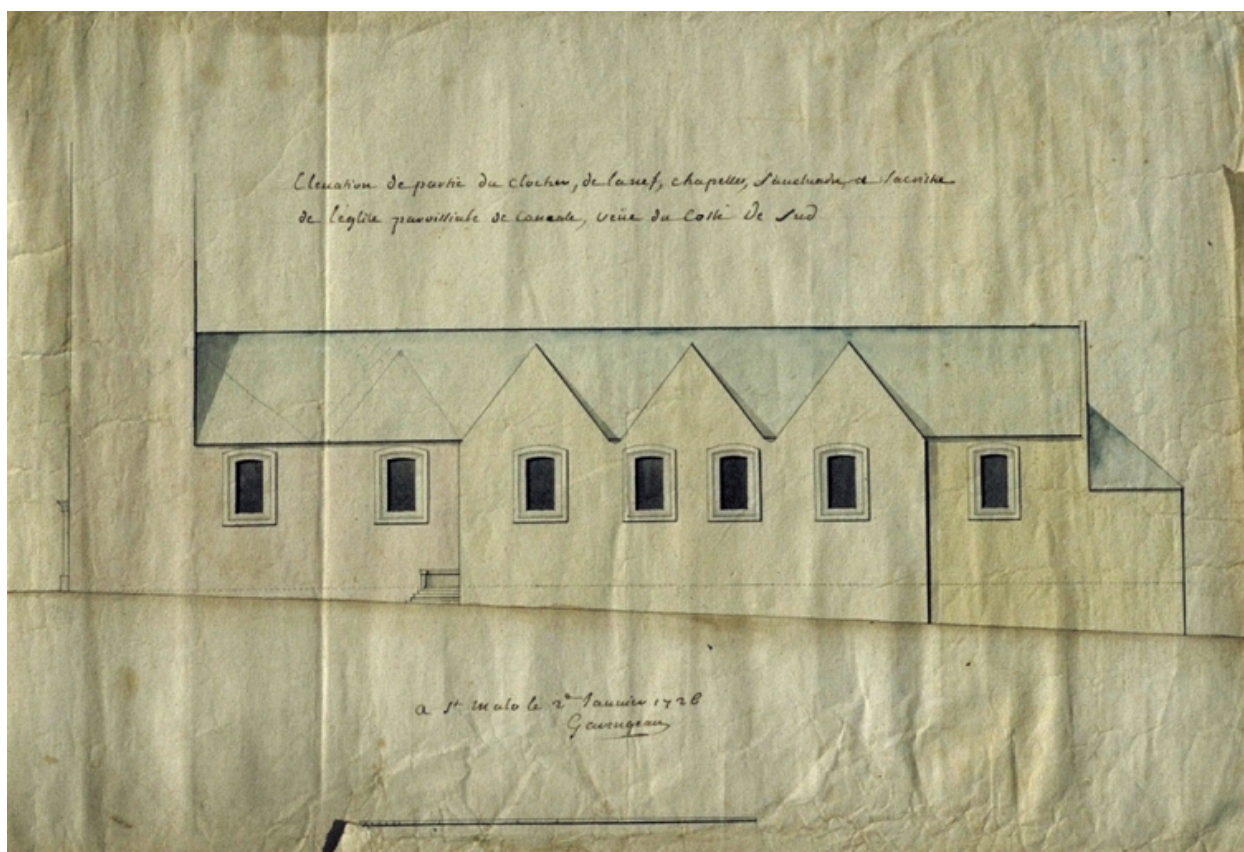 Elevation de partie du clocher, de la nef, chapelles, Sanctuaire, et Sacristie
de l'église paroissiale de Cancale, veüe du Costé de Sud
A St Malo le 2e Janvier 1726
Garengeau